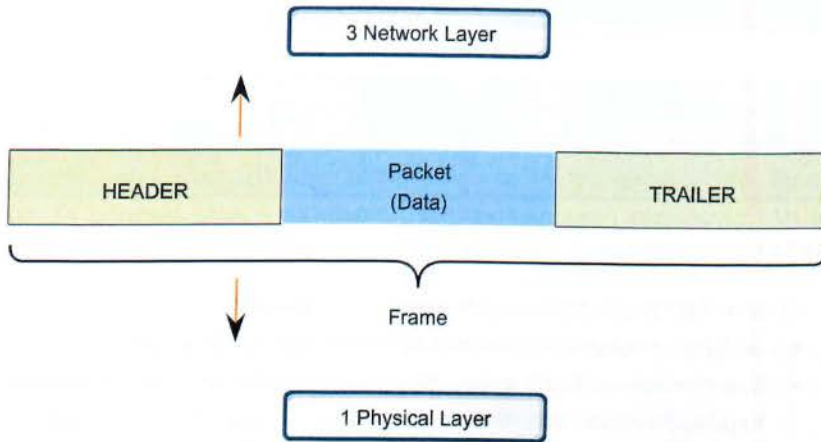 3 Network Layer
HEADER
Packet
(Data)
TRAILER
Frame
1 Physical Layer